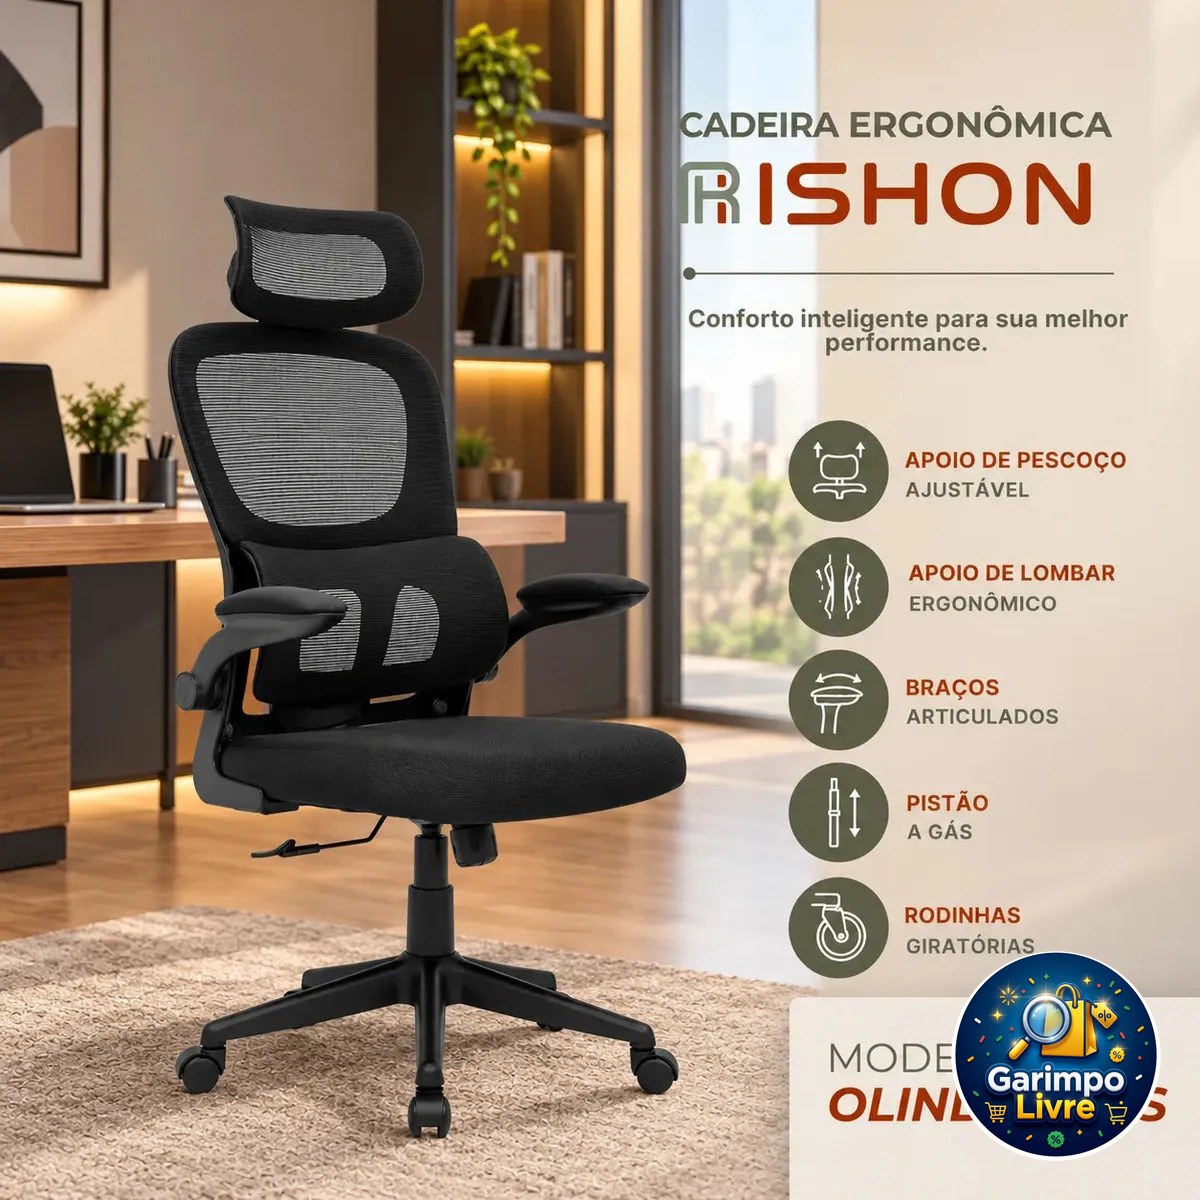 CADEIRA ERGONÔMICA
RISHON
Conforto inteligente para sua melhor
performance.
APOIO DE PESCOÇO
AJUSTÁVEL
APOIO DE LOMBAR
ERGONÔMICO
BRAÇOS
ARTICULADOS
PISTÃO
A GÁS
RODINHAS
GIRATÓRIAS
Garimpo
Livre